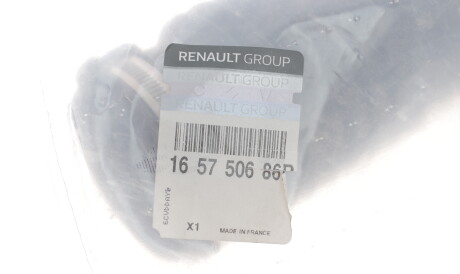 RENAULT GROUP
RENAULT GROUP
RENAULT GROUP
16 57 506 86R
X1 MADE IN FRANCE